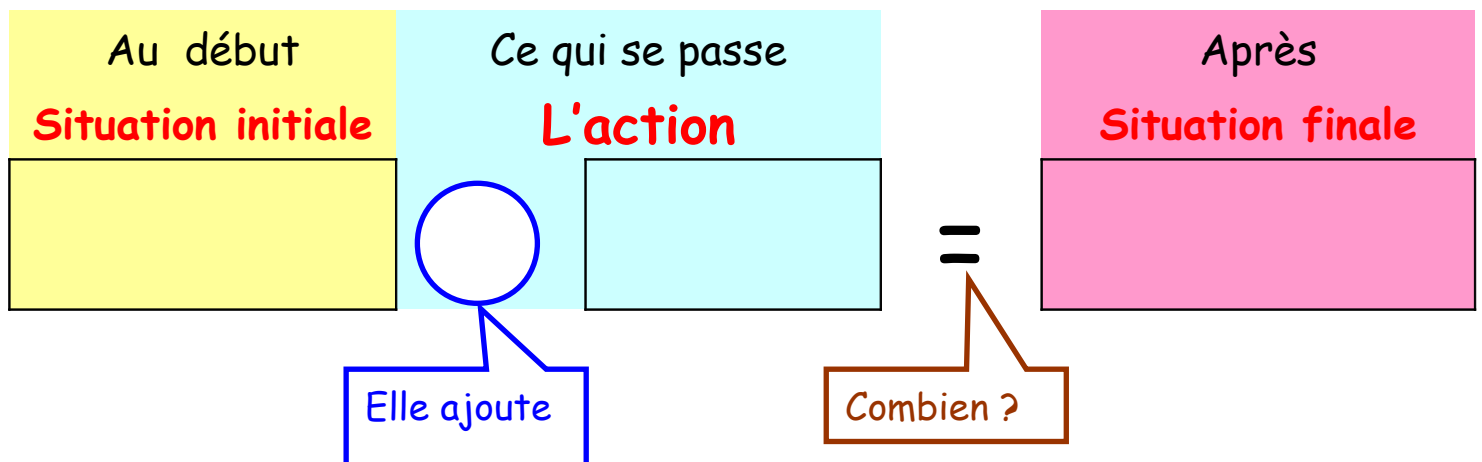 Au début
Situation initiale
Ce qui se passe
L'action
=
Après
Situation finale
Elle ajoute
Combien ?